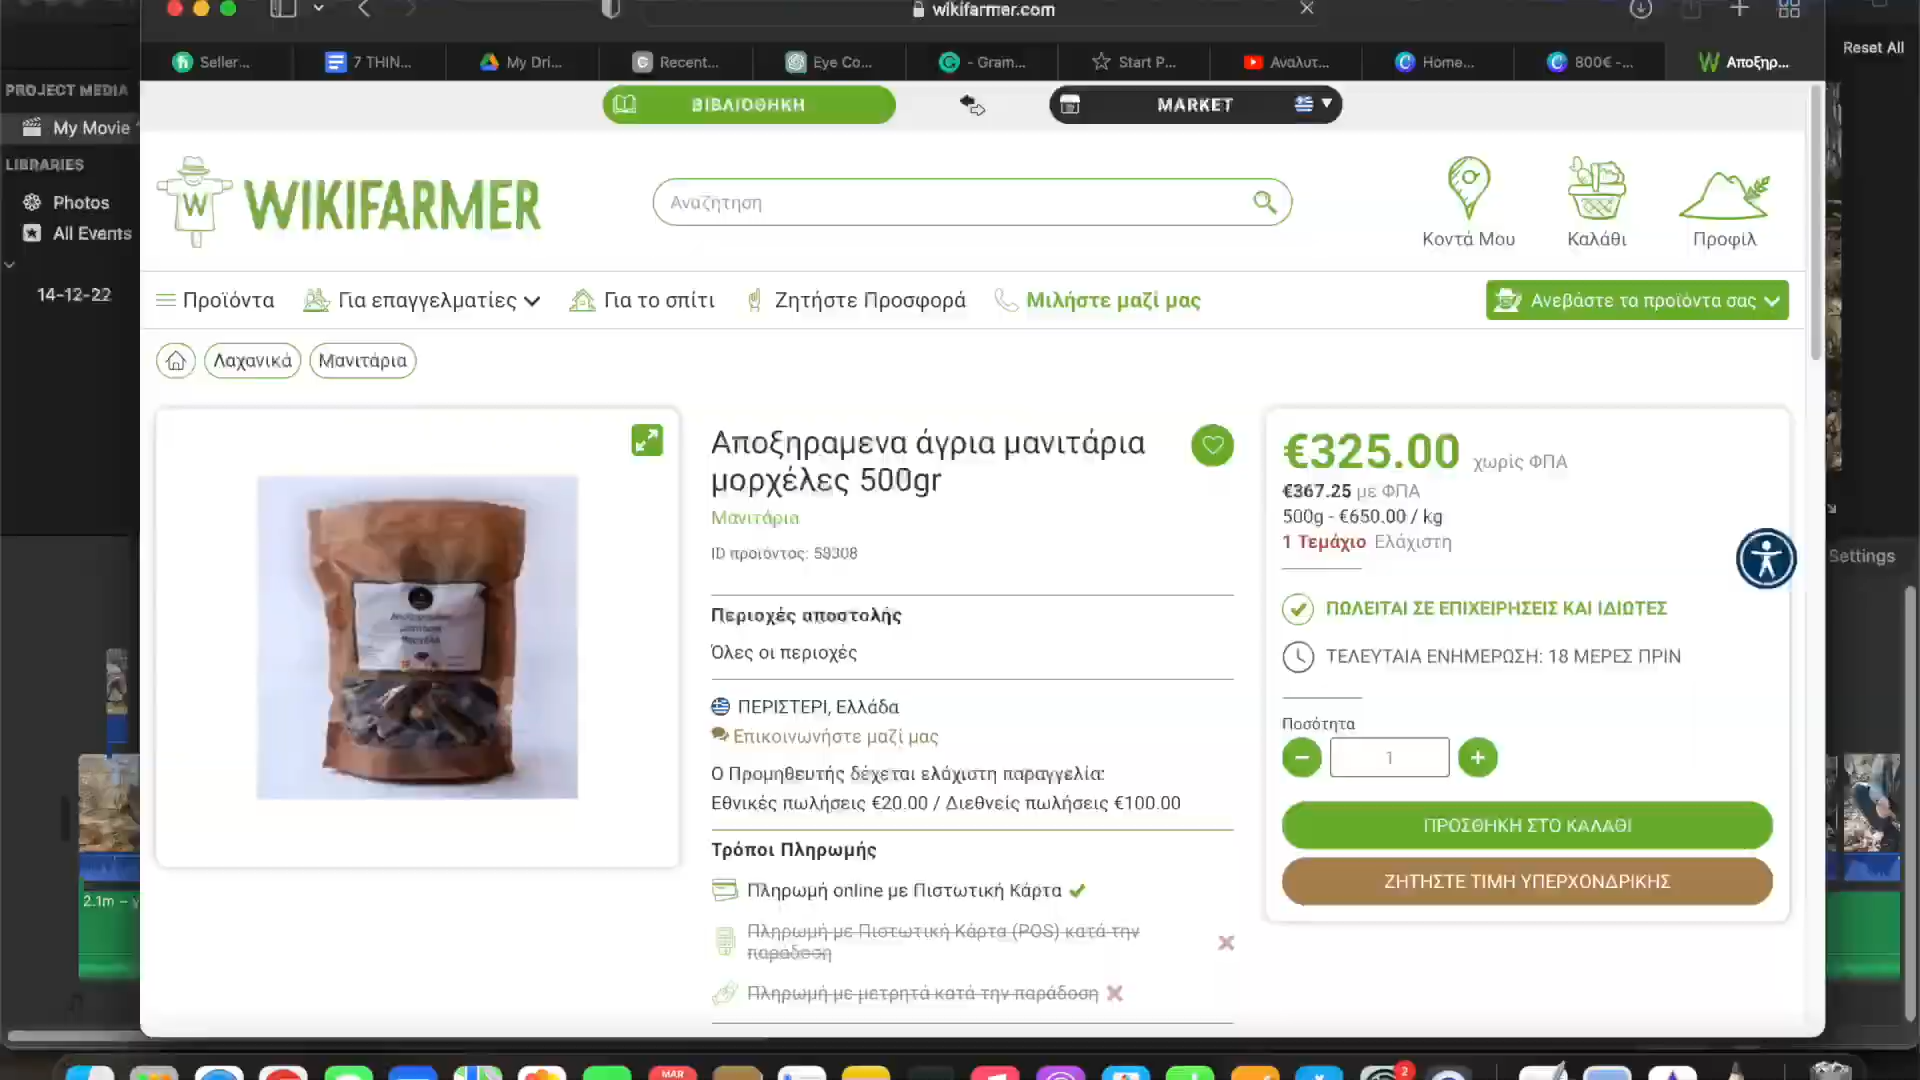 wikifarmer.com
Reset All
Seller...
7 THIN...
My Dri...
Recent...
Eye Co...
- Gram...
Start P...
Αναλυτ...
Home...
800€ -...
Αποξηρ...
PROJECT MEDIA
My Movie
LIBRARIES
Photos
All Events
14-12-22
ΒΙΒΛΙΟΘΗΚΗ
MARKET
W
WIKIFARMER
Αναζήτηση
Κοντά Μου
Καλάθι
Προφίλ
Προϊόντα
Για επαγγελματίες
Για το σπίτι
Ζητήστε Προσφορά
Μιλήστε μαζί μας
Ανεβάστε τα προϊόντα σας
Λαχανικά
Μανιτάρια
Αποξηραμενα άγρια μανιτάρια
μορχέλες 500gr
Μανιτάρια
ID προϊόντος: 59308
Περιοχές αποστολής
Όλες οι περιοχές
ΠΕΡΙΣΤΕΡΙ, Ελλάδα
Επικοινωνήστε μαζί μας
Ο Προμηθευτής δέχεται ελάχιστη παραγγελία:
Εθνικές πωλήσεις €20.00 / Διεθνείς πωλήσεις €100.00
Τρόποι Πληρωμής
Πληρωμή online με Πιστωτική Κάρτα
Πληρωμή με Πιστωτική Κάρτα (POS) κατά την
παράδοση
Πληρωμή με μετρητά κατά την παράδοση
€325.00 χωρίς ΦΠΑ
€367.25 με ΦΠΑ
500g - €650.00 / kg
1 Τεμάχιο Ελάχιστη
ΠΩΛΕΙΤΑΙ ΣΕ ΕΠΙΧΕΙΡΗΣΕΙΣ ΚΑΙ ΙΔΙΩΤΕΣ
ΤΕΛΕΥΤΑΙΑ ΕΝΗΜΕΡΩΣΗ: 18 ΜΕΡΕΣ ΠΡΙΝ
Ποσότητα
1
ΠΡΟΣΘΗΚΗ ΣΤΟ ΚΑΛΑΘΙ
ΖΗΤΗΣΤΕ ΤΙΜΗ ΥΠΕΡΧΟΝΔΡΙΚΗΣ
Settings
2.1m –
MAR
2